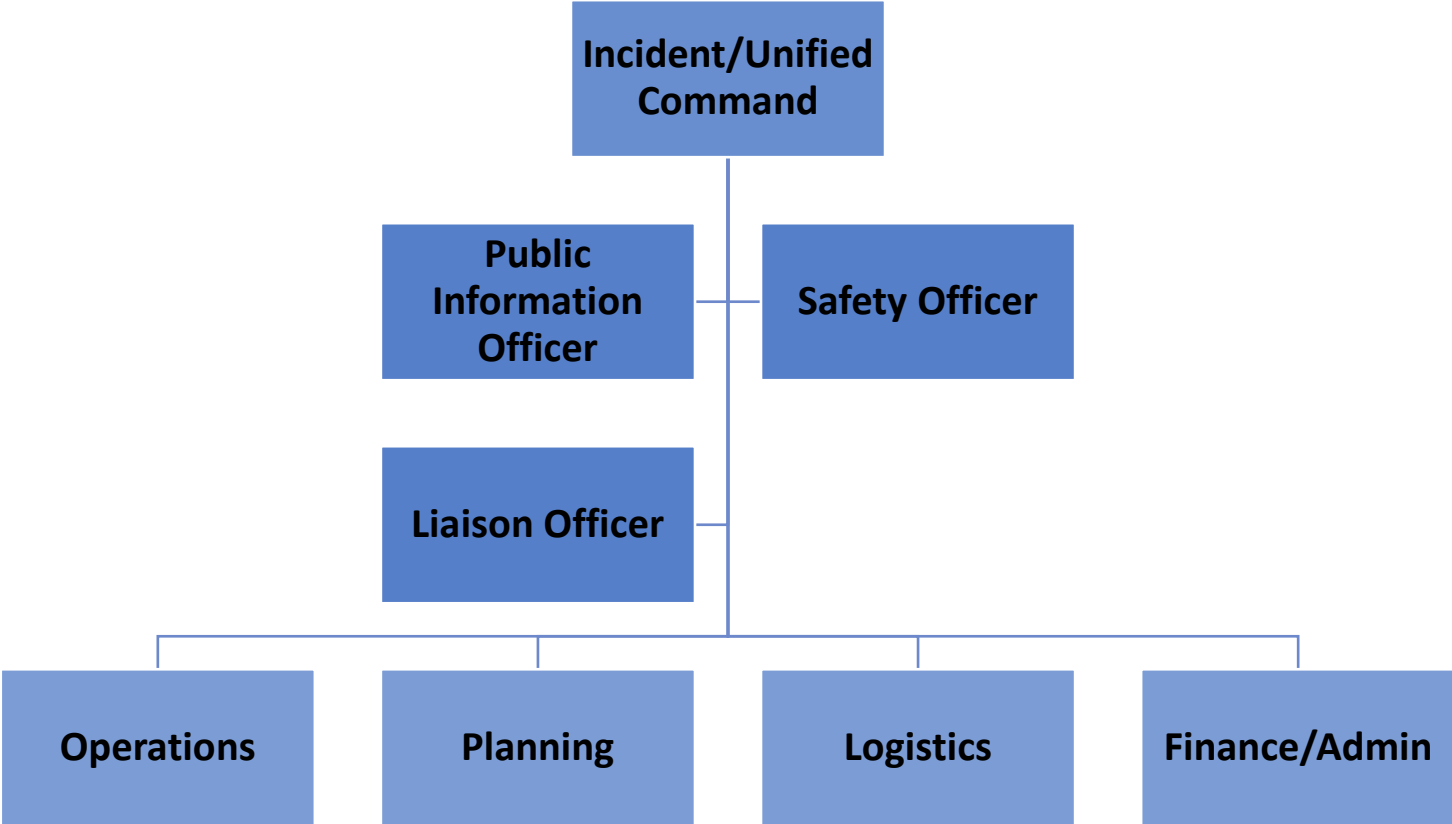 Incident/Unified
Command
Public
Information
Officer
Safety Officer
Liaison Officer
Operations
Planning
Logistics
Finance/Admin